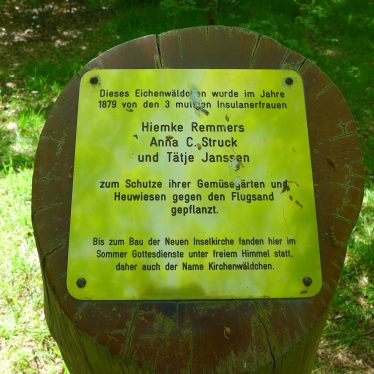 Dieses Eichenwäldchen wurde im Jahre
1879 von den 3 mutigen Insulanerfrauen
Hiemke Remmers
Anna C. Struck
und Tätje Janssen
zum Schutze ihrer Gemüsegärten und
Heuwiesen gegen den Flugsand
gepflanzt.
Bis zum Bau der Neuen Inselkirche fanden hier im
Sommer Gottesdienste unter freiem Himmel statt,
daher auch der Name Kirchenwäldchen.